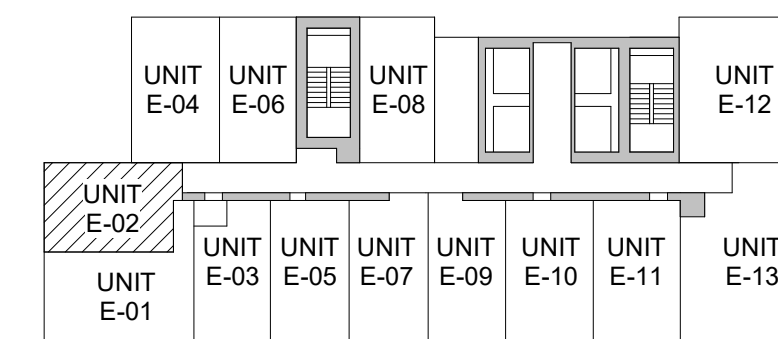 UNIT
E-04
UNIT
E-06
UNIT
E-08
UNIT
E-12
UNIT
E-02
UNIT
E-01
UNIT
E-03
UNIT
E-05
UNIT
E-07
UNIT
E-09
UNIT
E-10
UNIT
E-11
UNIT
E-13